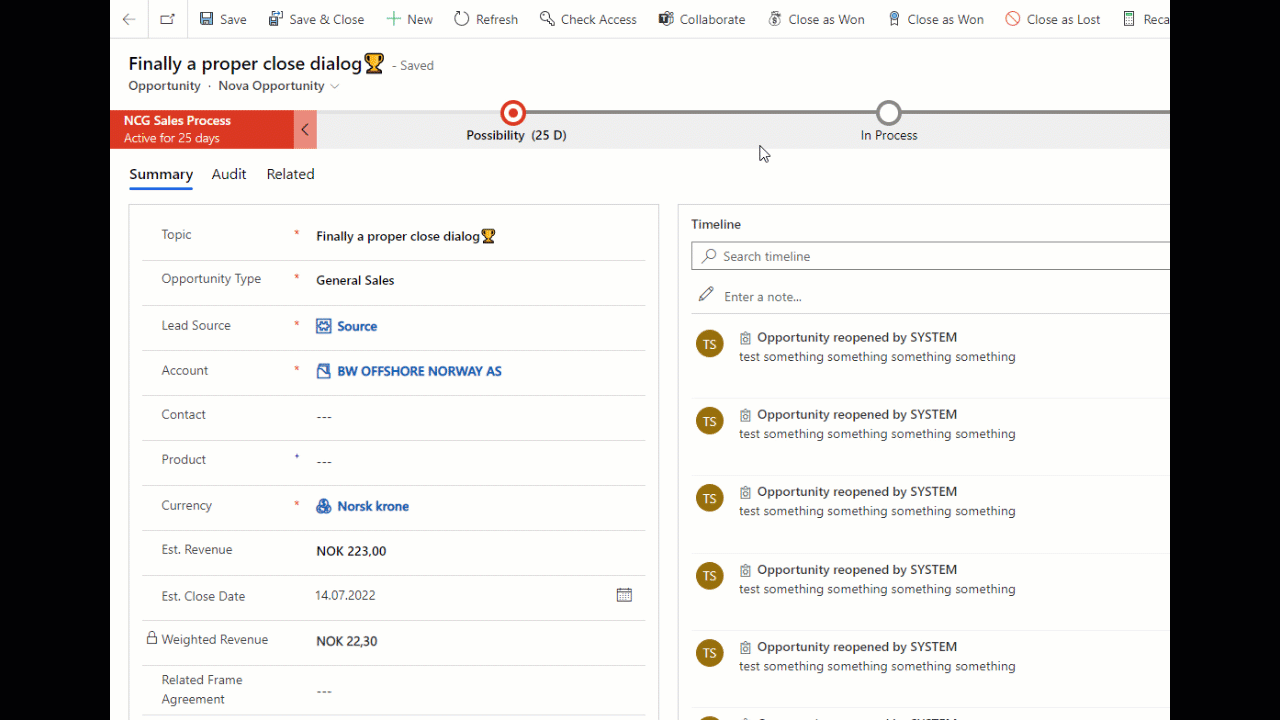 Save Save & Close New Refresh Check Access Collaborate Close as Won Close as Won Close as Lost Reca
Finally a proper close dialog🏆 - Saved
Opportunity · Nova Opportunity
NCG Sales Process
Active for 25 days
Possibility (25 D)
In Process
Summary Audit Related
Topic * Finally a proper close dialog🏆
Opportunity Type * General Sales
Lead Source * Source
Account * BW OFFSHORE NORWAY AS
Contact ---
Product * ---
Currency * Norsk krone
Est. Revenue NOK 223,00
Est. Close Date 14.07.2022
Weighted Revenue NOK 22,30
Related Frame
Agreement ---
Timeline
Search timeline
Enter a note...
TS Opportunity reopened by SYSTEM
test something something something something
TS Opportunity reopened by SYSTEM
test something something something something
TS Opportunity reopened by SYSTEM
test something something something something
TS Opportunity reopened by SYSTEM
test something something something something
TS Opportunity reopened by SYSTEM
test something something something something